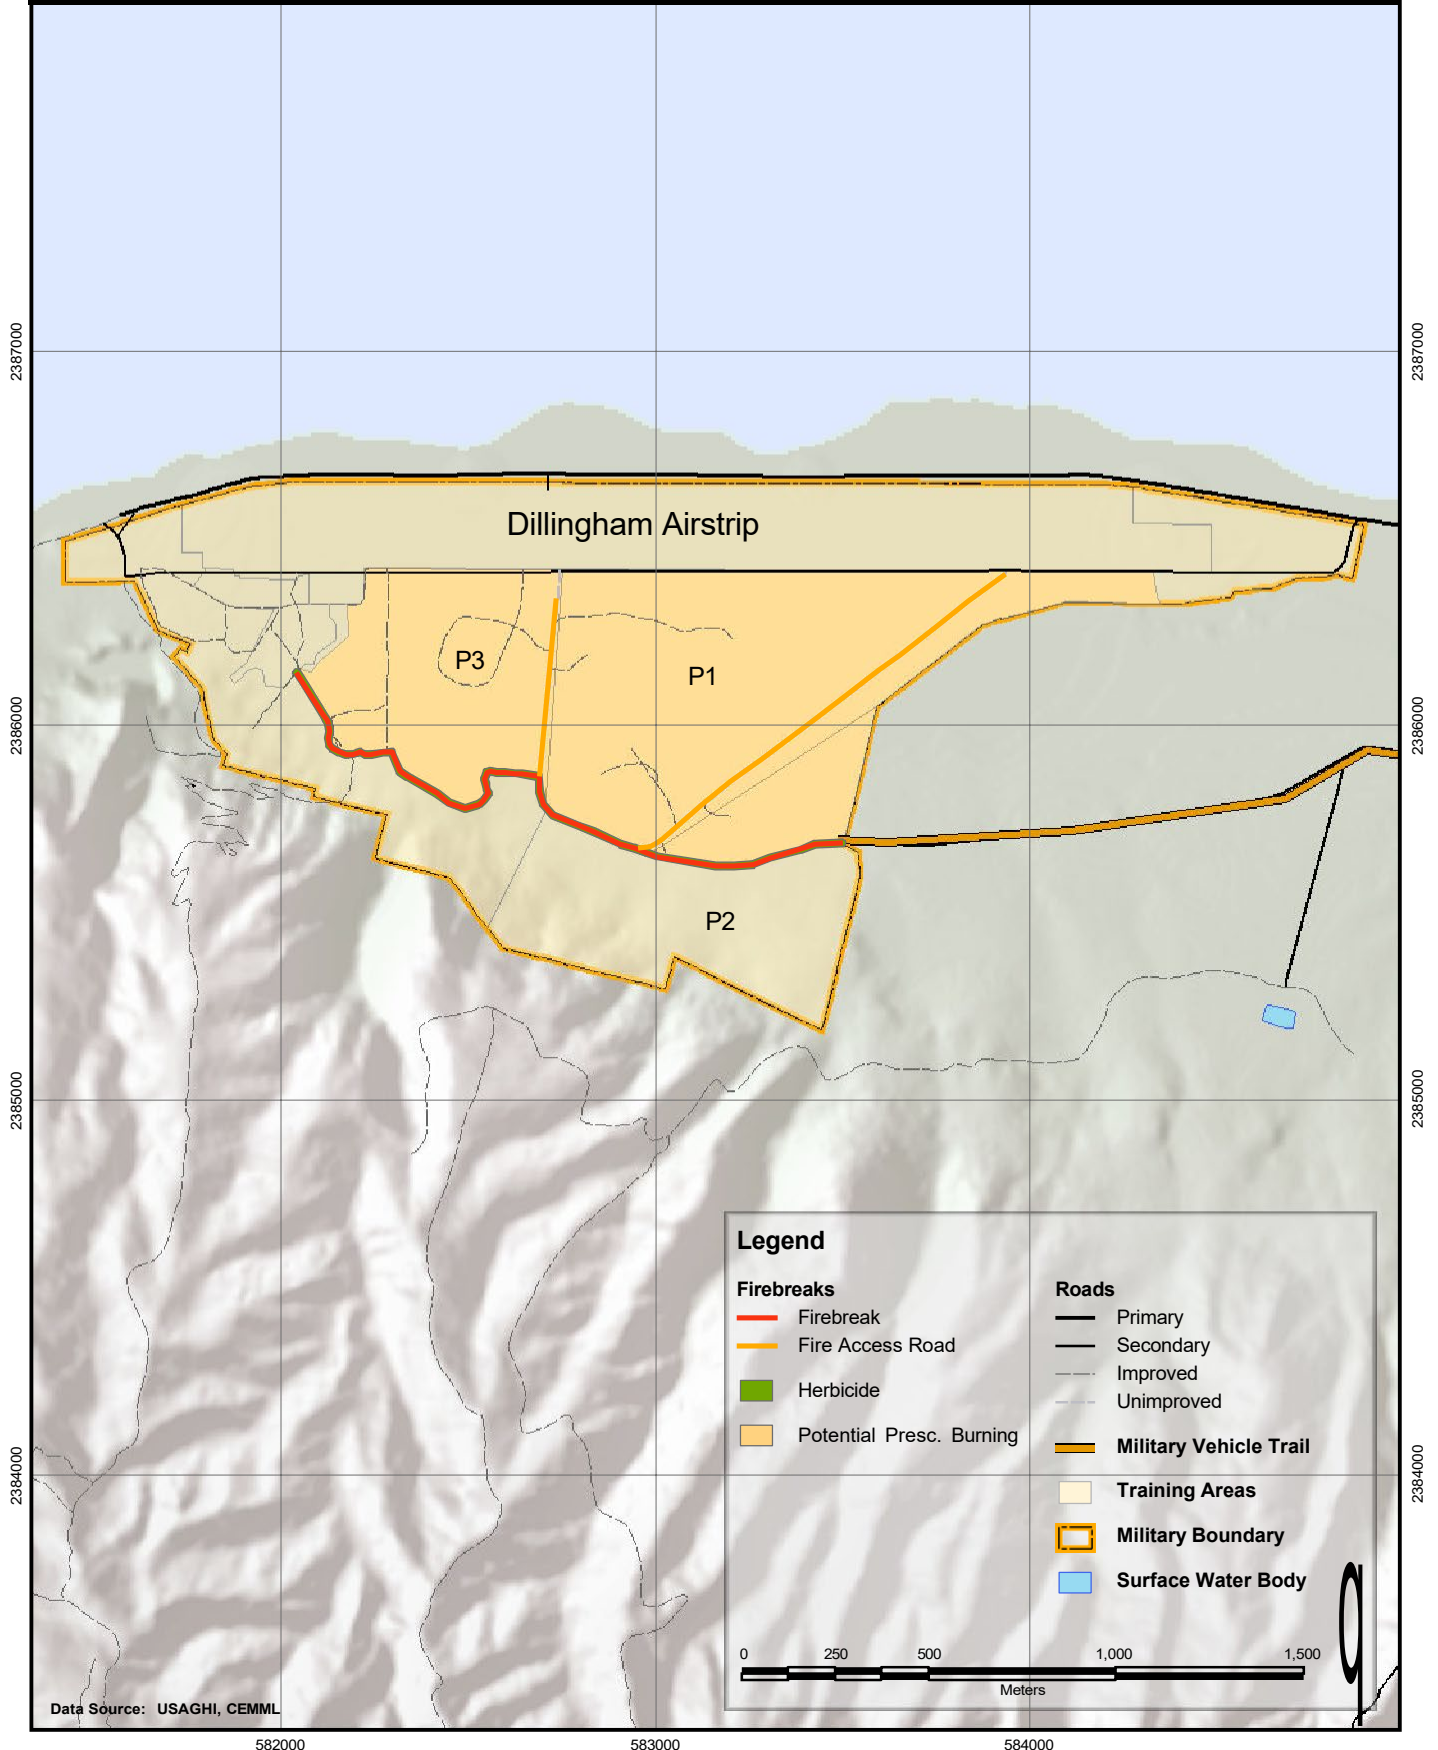 2387000
2387000
Dillingham Airstrip
P3
P1
2386000
2386000
P2
2385000
2385000
Legend
Firebreaks
Firebreak
Fire Access Road
Herbicide
Potential Presc. Burning
Roads
Primary
Secondary
Improved
Unimproved
Military Vehicle Trail
Training Areas
Military Boundary
Surface Water Body
2384000
2384000
0 250 500 1,000 1,500
Meters
Data Source: USAGHI, CEMML
582000 583000 584000